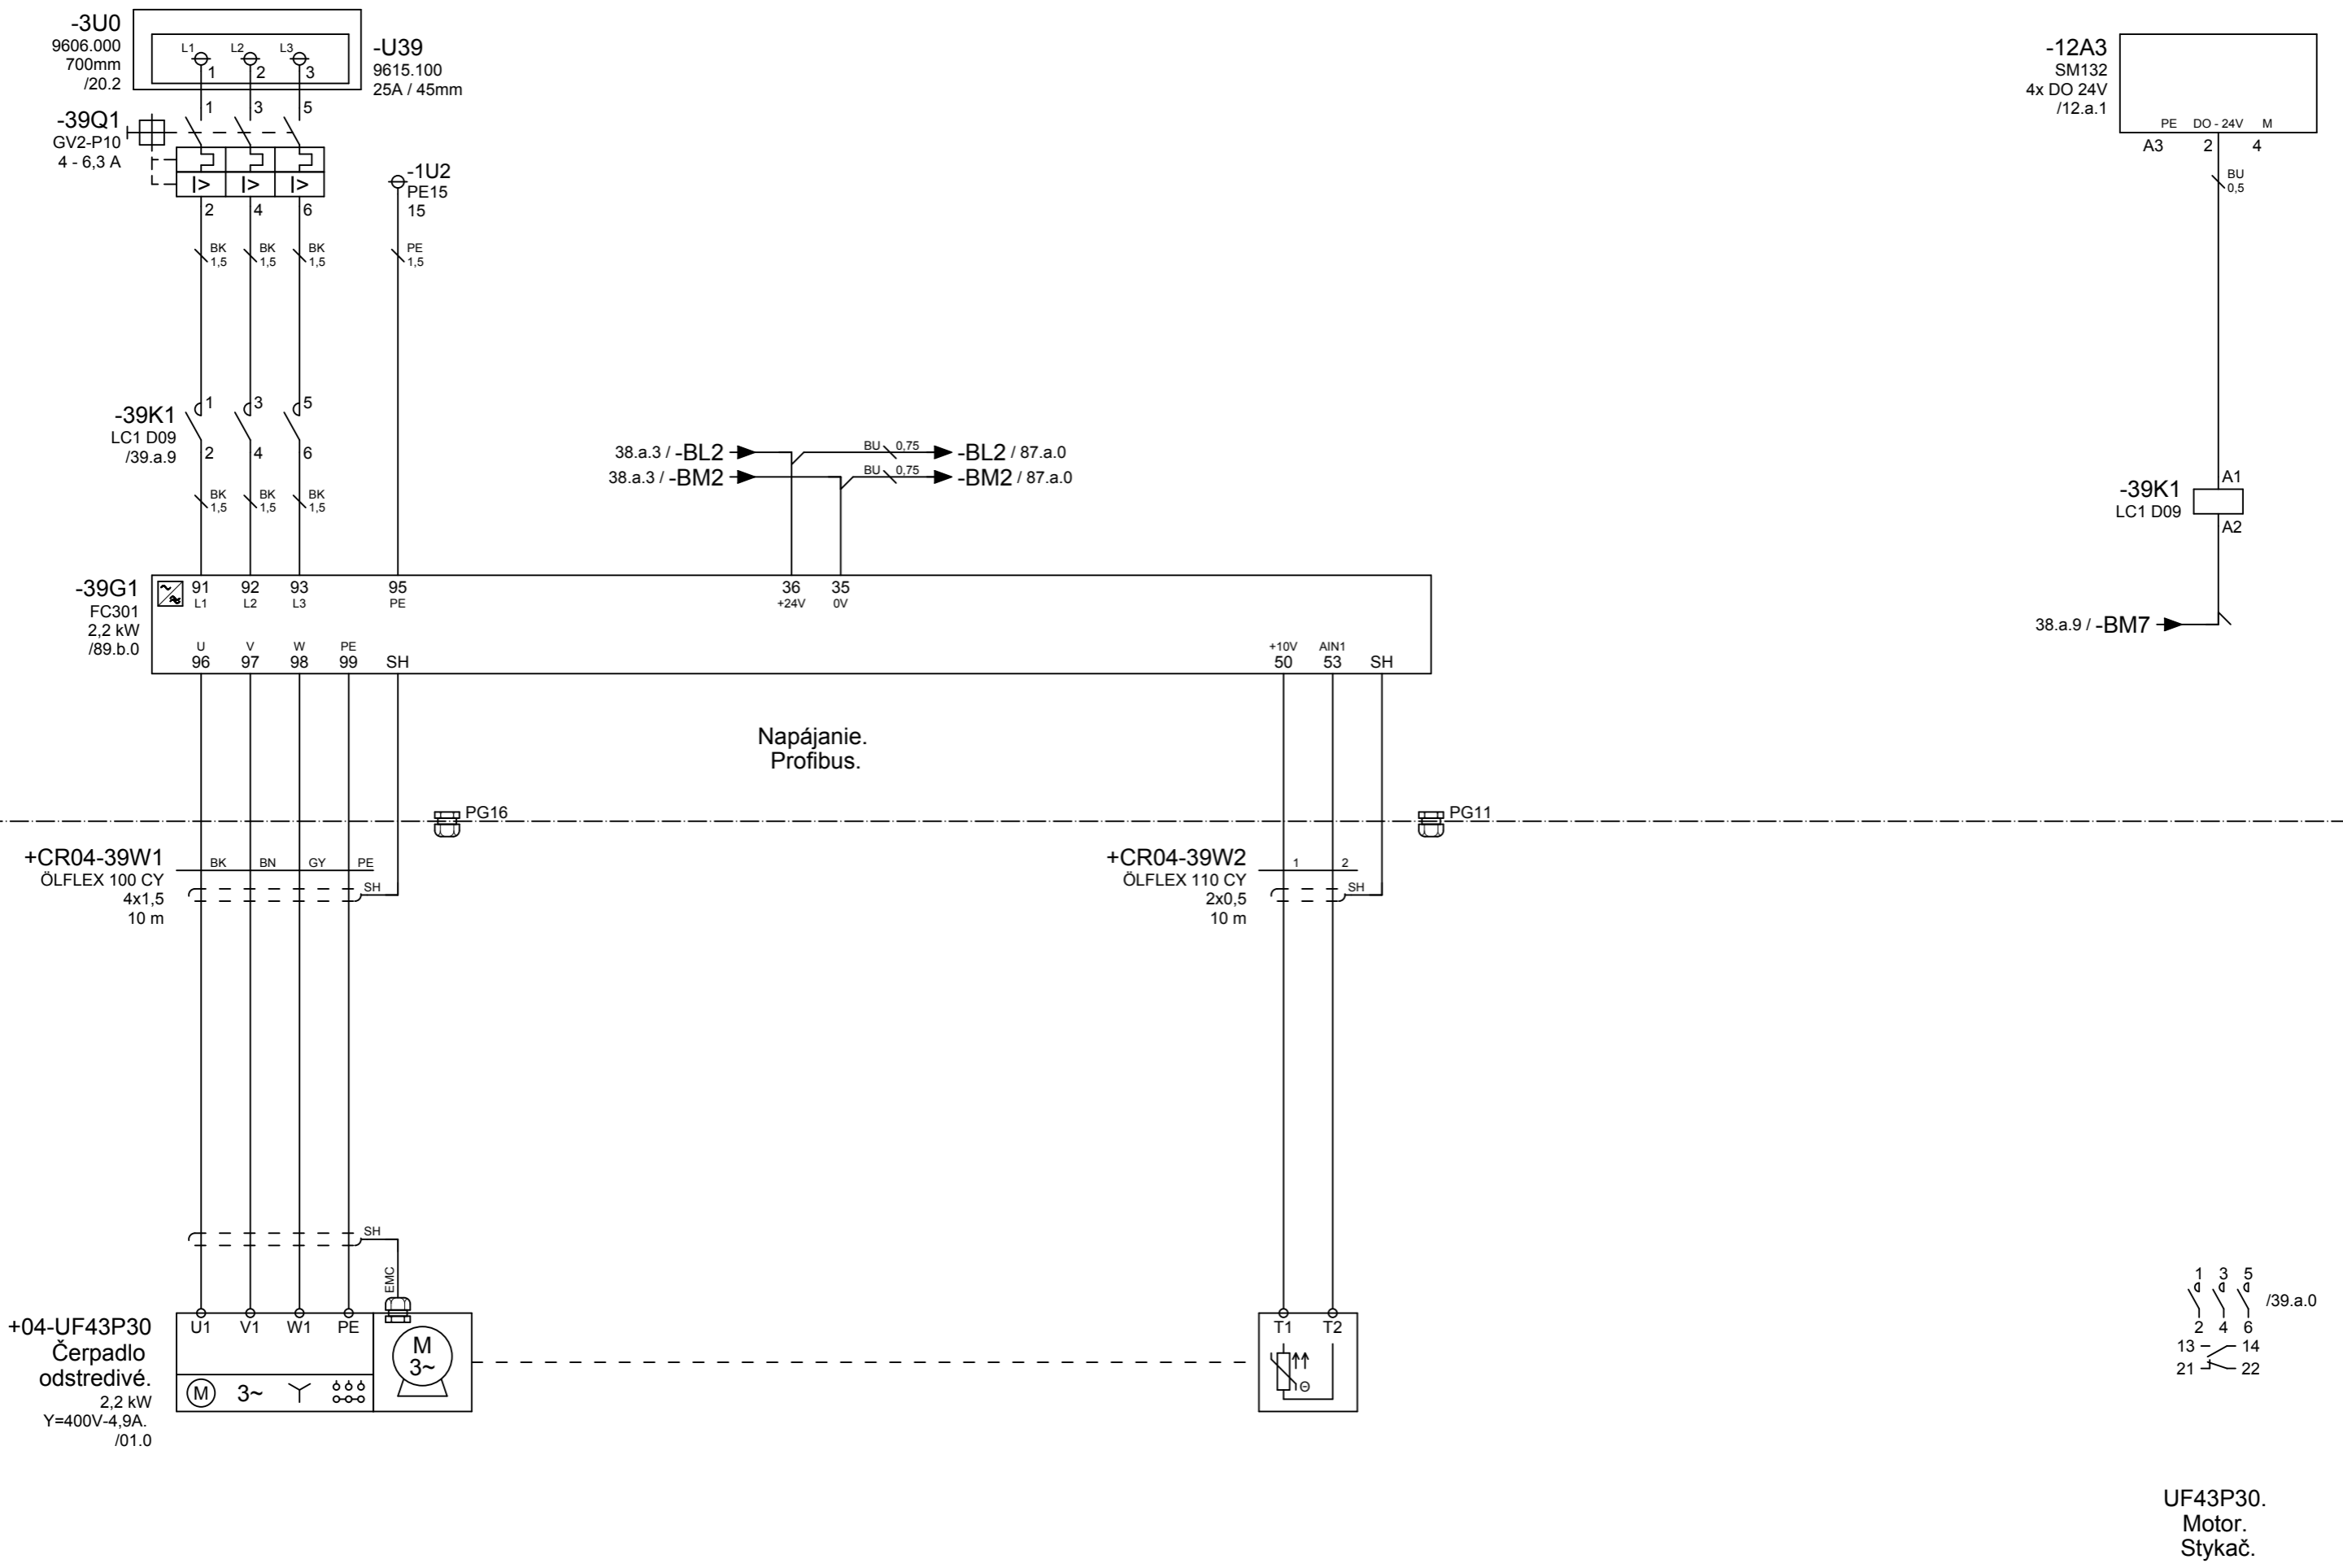 -3U0
9606.000
700mm
/20.2
L1 L2 L3
1 2 3
-U39
9615.100
25A / 45mm
1 3 5
-39Q1
GV2-P10
4 - 6,3 A
I> I> I>
2 4 6
-1U2
PE15
15
BK 1,5
BK 1,5
BK 1,5
PE 1,5
-12A3
SM132
4x DO 24V
/12.a.1
PE DO - 24V M
A3 2 4
BU
0,5
-39K1
LC1 D09
/39.a.9
1 3 5
2 4 6
BK 1,5
BK 1,5
BK 1,5
38.a.3 / -BL2
BU 0,75
-BL2 / 87.a.0
38.a.3 / -BM2
BU 0,75
-BM2 / 87.a.0
-39K1
LC1 D09
A1
A2
38.a.9 / -BM7
-39G1
FC301
2,2 kW
/89.b.0
91 92 93 95 36 35
L1 L2 L3 PE +24V 0V
U V W PE +10V AIN1
96 97 98 99 SH 50 53 SH
Napájanie.
Profibus.
PG16
PG11
+CR04-39W1
ÖLFLEX 100 CY
4x1,5
10 m
BK BN GY PE
SH
+CR04-39W2
ÖLFLEX 110 CY
2x0,5
10 m
1 2
SH
SH
EMC
+04-UF43P30
Čerpadlo
odstredivé.
2,2 kW
Y=400V-4,9A.
/01.0
U1 V1 W1 PE
M
3~
M 3~
T1 T2
Θ
1 3 5
/39.a.0
2 4 6
13 14
21 22
UF43P30.
Motor.
Stykač.